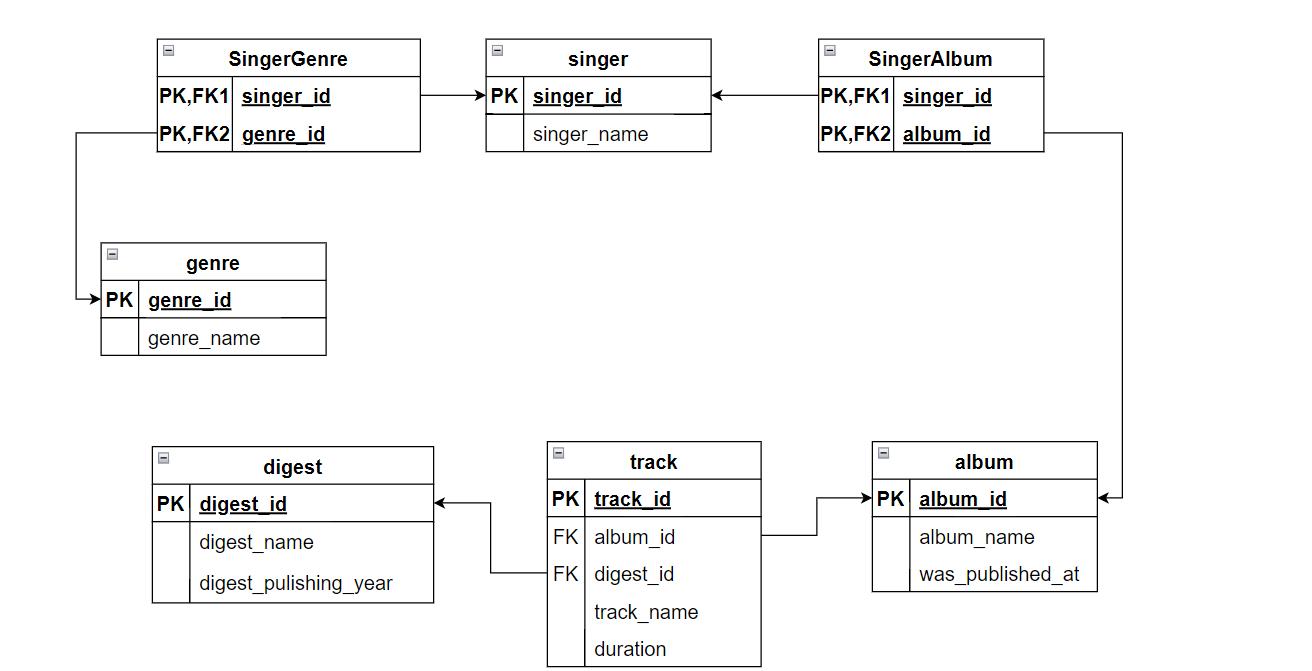 SingerGenre
PK,FK1 singer_id
PK,FK2 genre_id
singer
PK singer_id
singer_name
SingerAlbum
PK,FK1 singer_id
PK,FK2 album_id
genre
PK genre_id
genre_name
digest
PK digest_id
digest_name
digest_pulishing_year
track
PK track_id
FK album_id
FK digest_id
track_name
duration
album
PK album_id
album_name
was_published_at